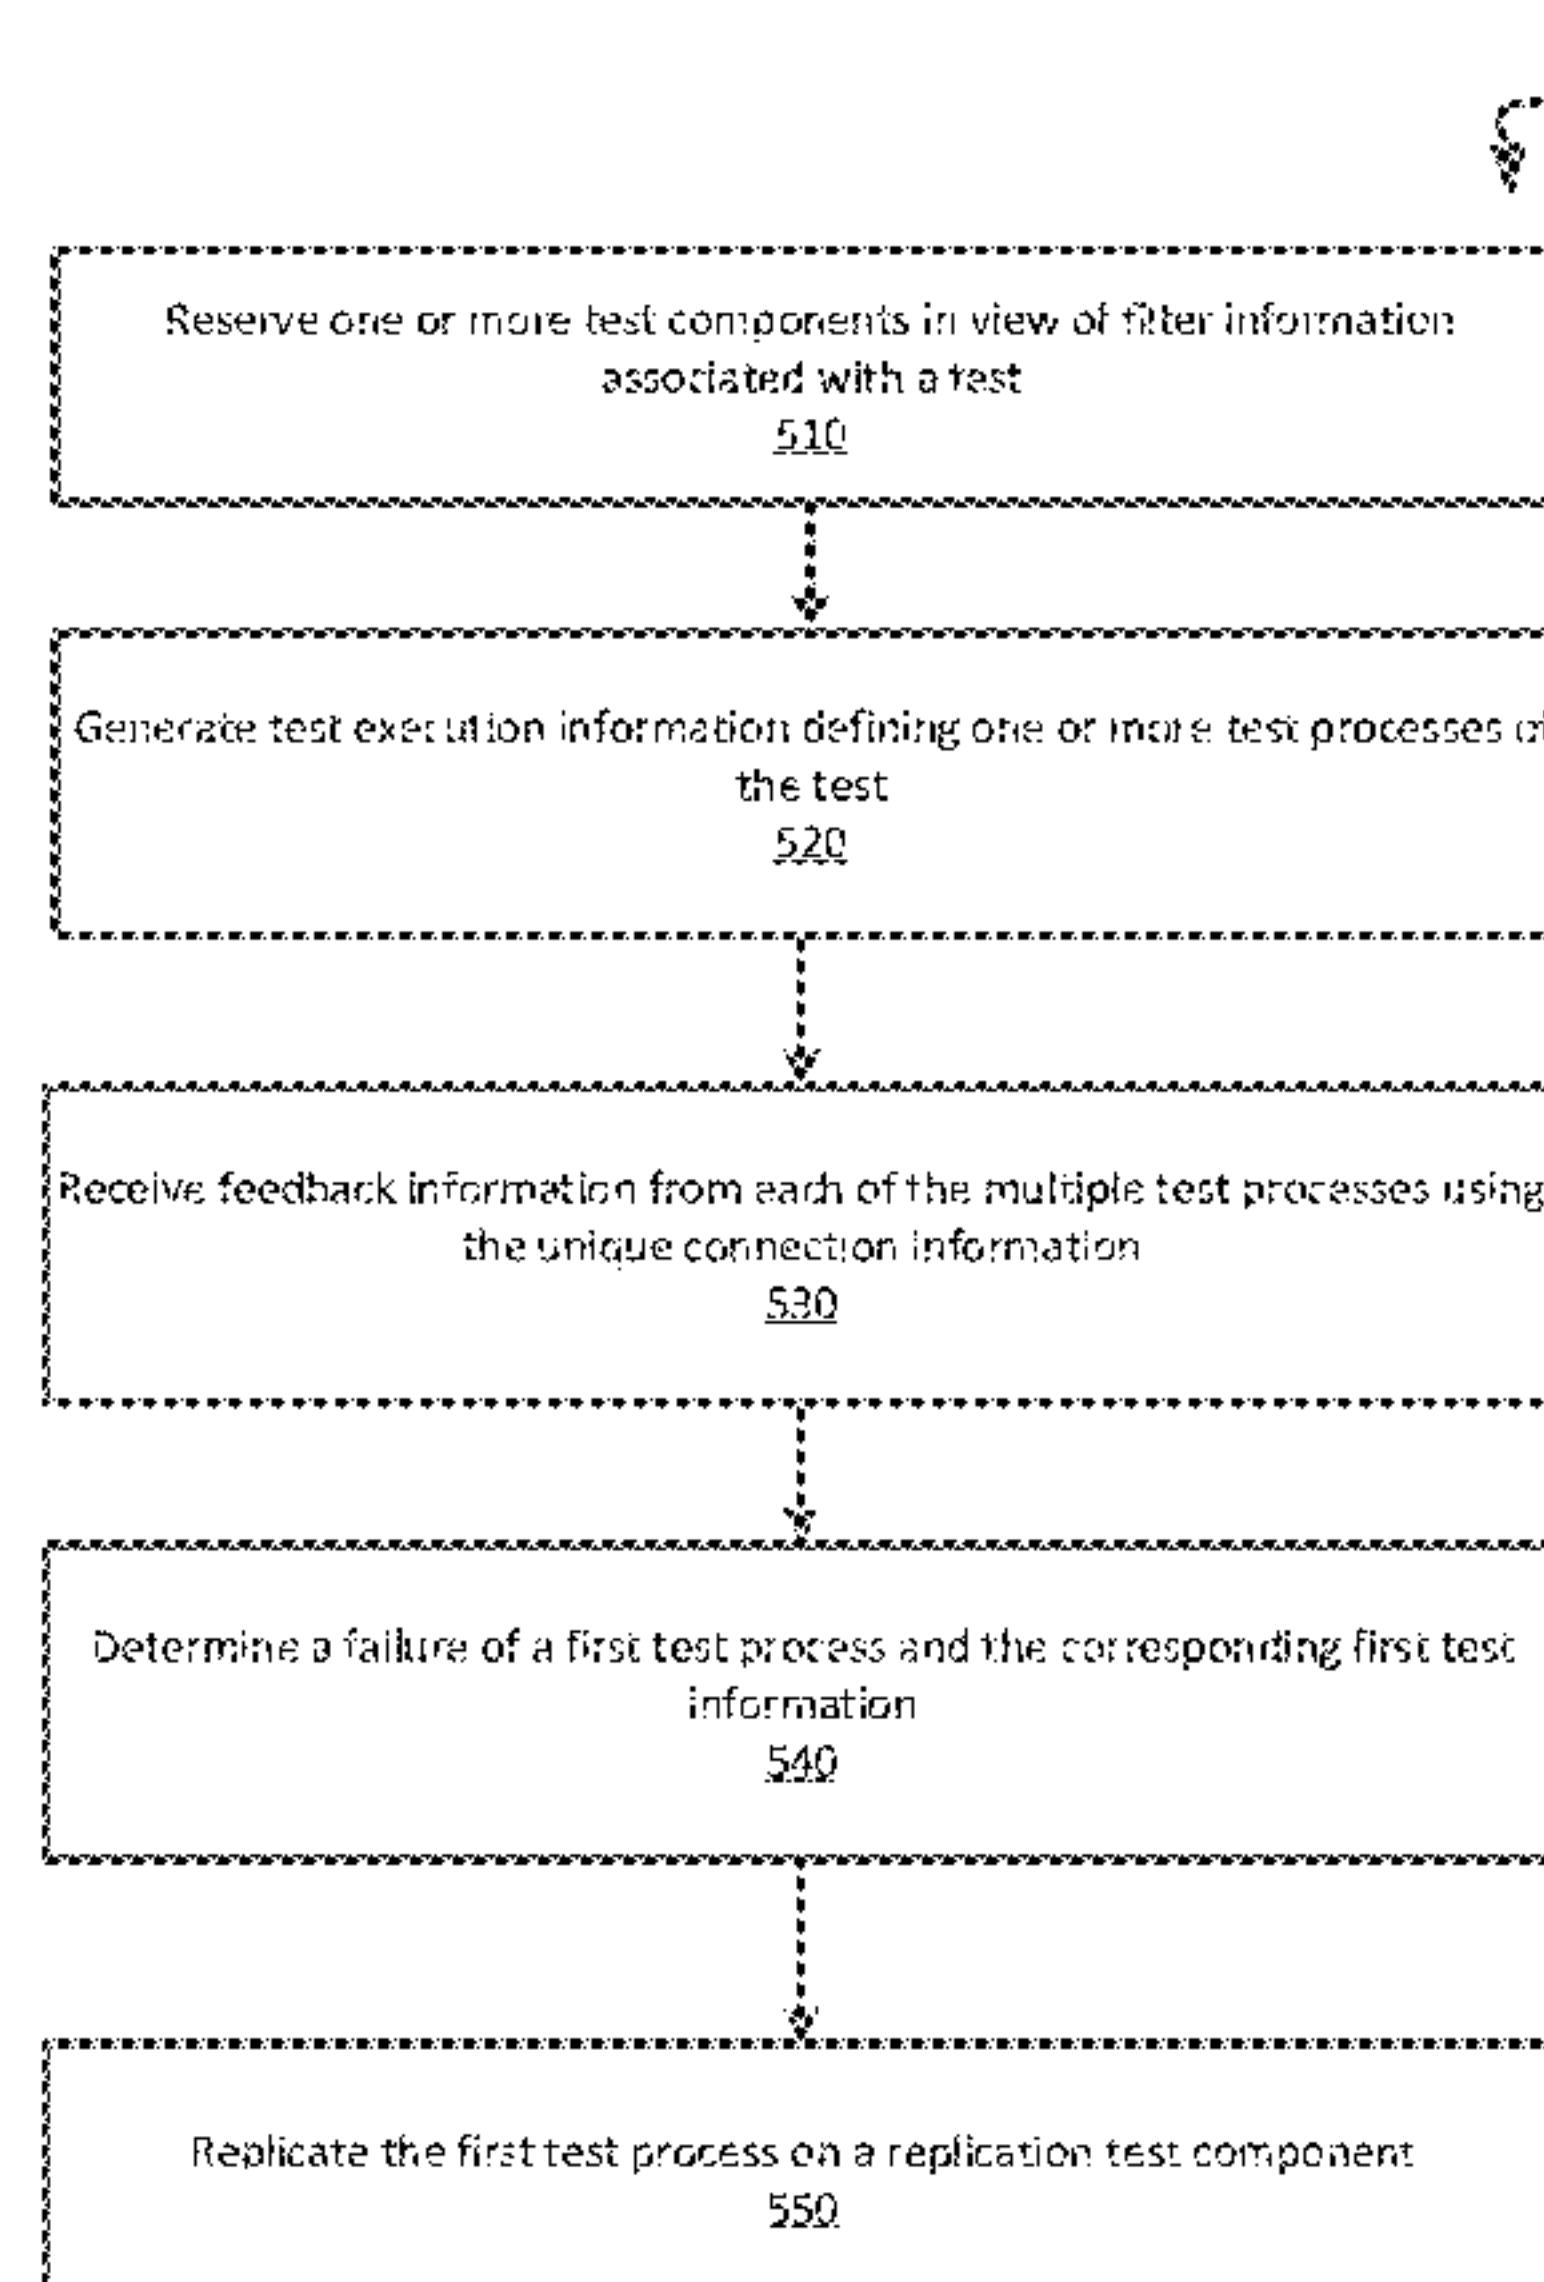 Reserve one or more test components in view of filter information
associated with a test
510
Generate test execution information defining one or more test processes of
the test
520
Receive feedback information from each of the multiple test processes using
the unique connection information
530
Determine a failure of a first test process and the corresponding first test
information
540
Replicate the first test process on a replication test component
550